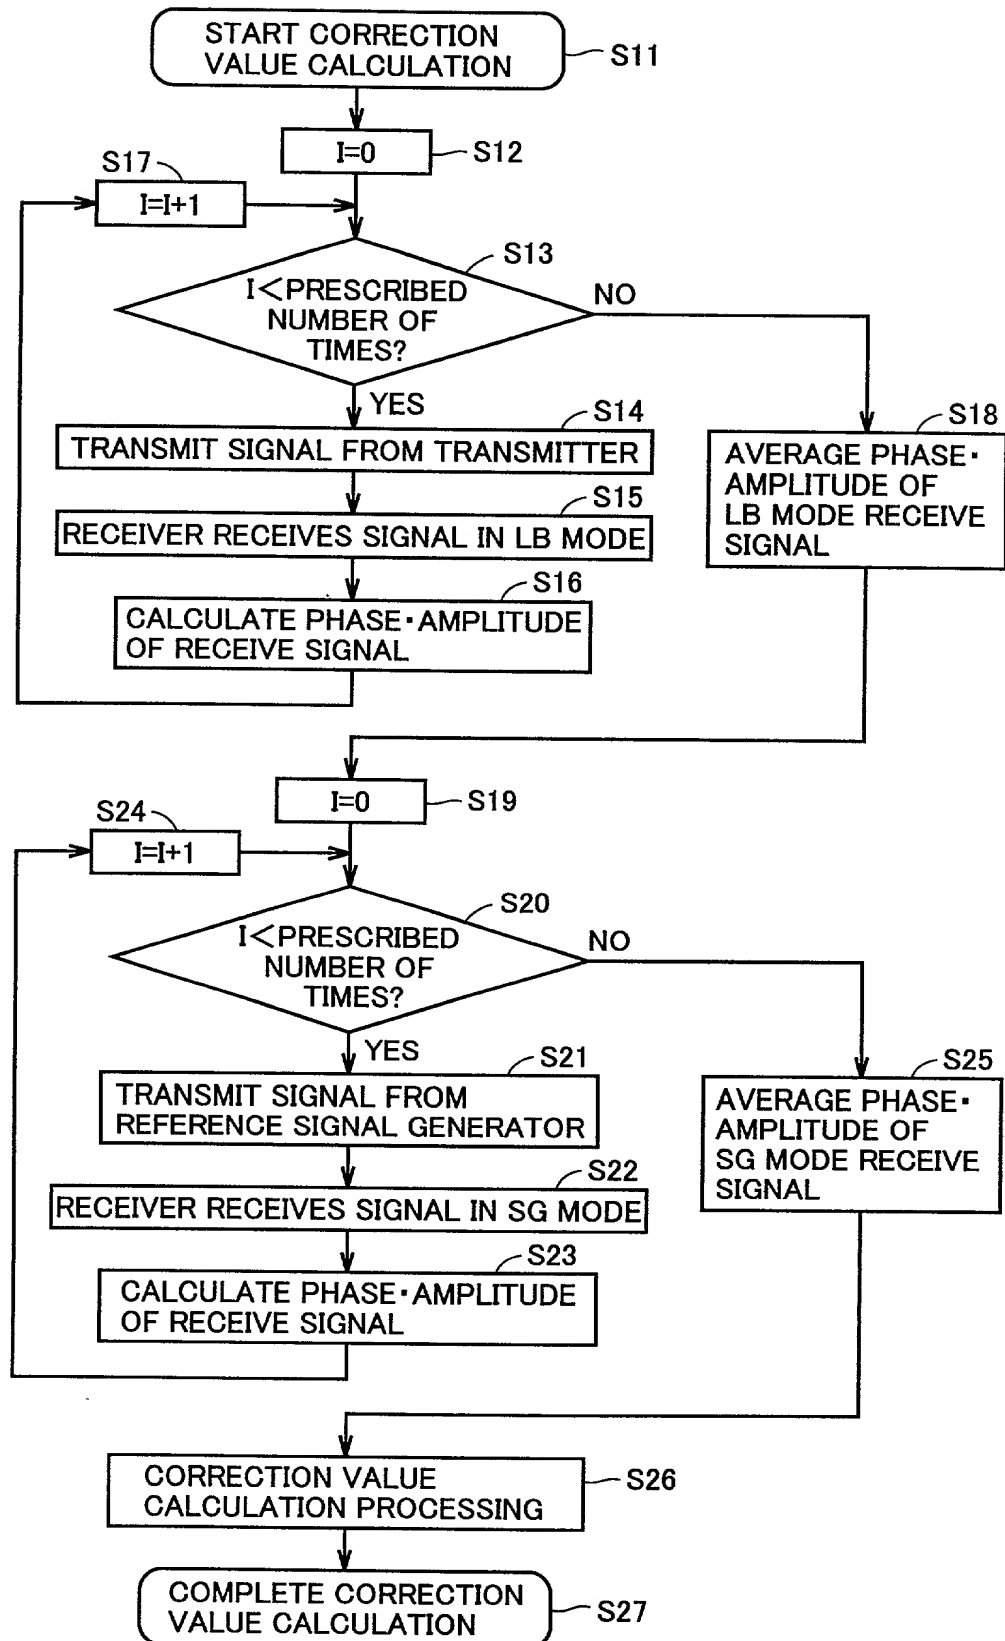 START CORRECTION
VALUE CALCULATION
S11
I=0
S12
S17
I=I+1
S13
I<PRESCRIBED
NUMBER OF
TIMES?
NO
YES
S14
TRANSMIT SIGNAL FROM TRANSMITTER
S15
RECEIVER RECEIVES SIGNAL IN LB MODE
S16
CALCULATE PHASE·AMPLITUDE
OF RECEIVE SIGNAL
S18
AVERAGE PHASE·
AMPLITUDE OF
LB MODE RECEIVE
SIGNAL
I=0
S19
S24
I=I+1
S20
I<PRESCRIBED
NUMBER OF
TIMES?
NO
YES
S21
TRANSMIT SIGNAL FROM
REFERENCE SIGNAL GENERATOR
S22
RECEIVER RECEIVES SIGNAL IN SG MODE
S23
CALCULATE PHASE·AMPLITUDE
OF RECEIVE SIGNAL
S25
AVERAGE PHASE·
AMPLITUDE OF
SG MODE RECEIVE
SIGNAL
CORRECTION VALUE
CALCULATION PROCESSING
S26
COMPLETE CORRECTION
VALUE CALCULATION
S27